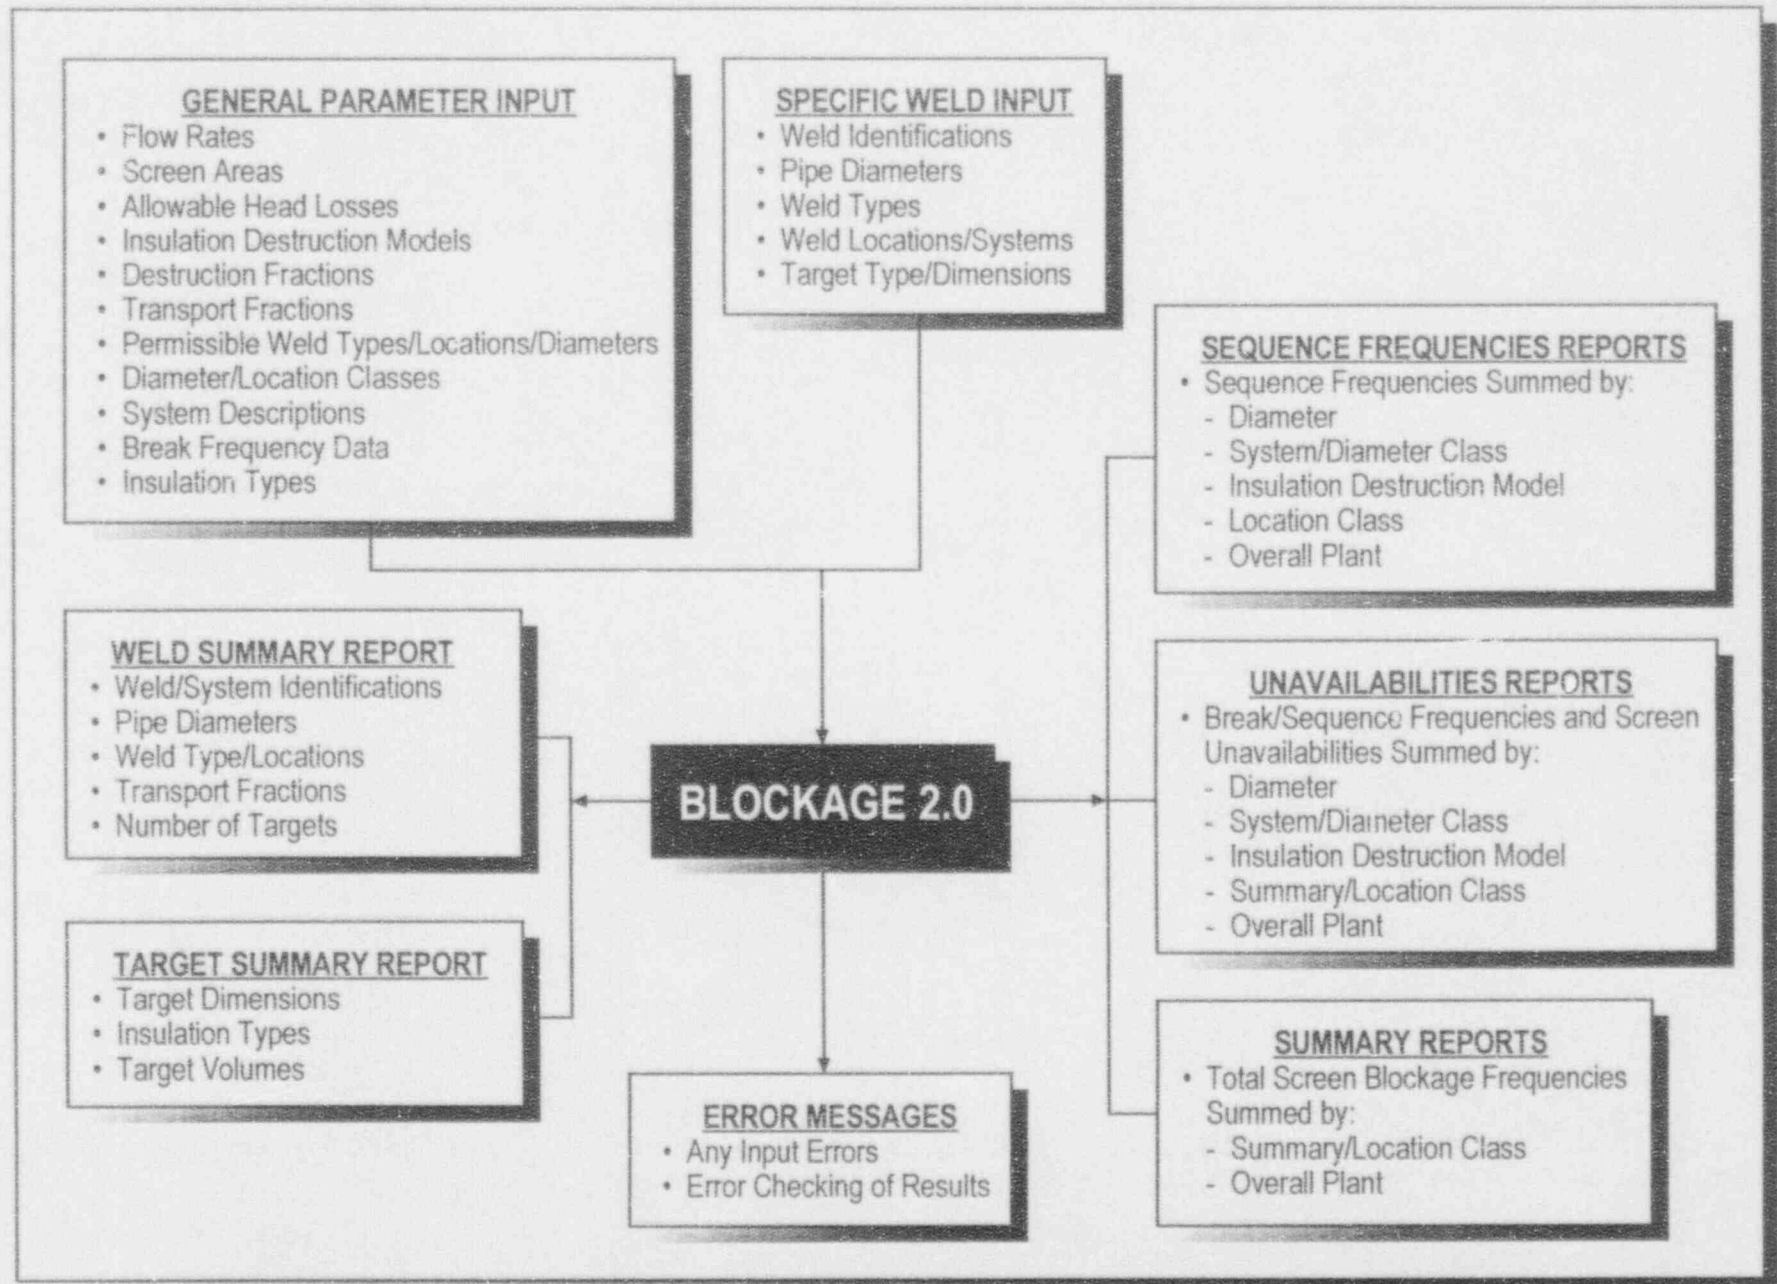 GENERAL PARAMETER INPUT
• Flow Rates
• Screen Areas
• Allowable Head Losses
• Insulation Destruction Models
• Destruction Fractions
• Transport Fractions
• Permissible Weld Types/Locations/Diameters
• Diameter/Location Classes
• System Descriptions
• Break Frequency Data
• Insulation Types
SPECIFIC WELD INPUT
• Weld Identifications
• Pipe Diameters
• Weld Types
• Weld Locations/Systems
• Target Type/Dimensions
SEQUENCE FREQUENCIES REPORTS
• Sequence Frequencies Summed by:
- Diameter
- System/Diameter Class
- Insulation Destruction Model
- Location Class
- Overall Plant
WELD SUMMARY REPORT
• Weld/System Identifications
• Pipe Diameters
• Weld Type/Locations
• Transport Fractions
• Number of Targets
BLOCKAGE 2.0
UNAVAILABILITIES REPORTS
• Break/Sequence Frequencies and Screen
Unavailabilities Summed by:
- Diameter
- System/Diameter Class
- Insulation Destruction Model
- Summary/Location Class
- Overall Plant
TARGET SUMMARY REPORT
• Target Dimensions
• Insulation Types
• Target Volumes
ERROR MESSAGES
• Any Input Errors
• Error Checking of Results
SUMMARY REPORTS
• Total Screen Blockage Frequencies
Summed by:
- Summary/Location Class
- Overall Plant